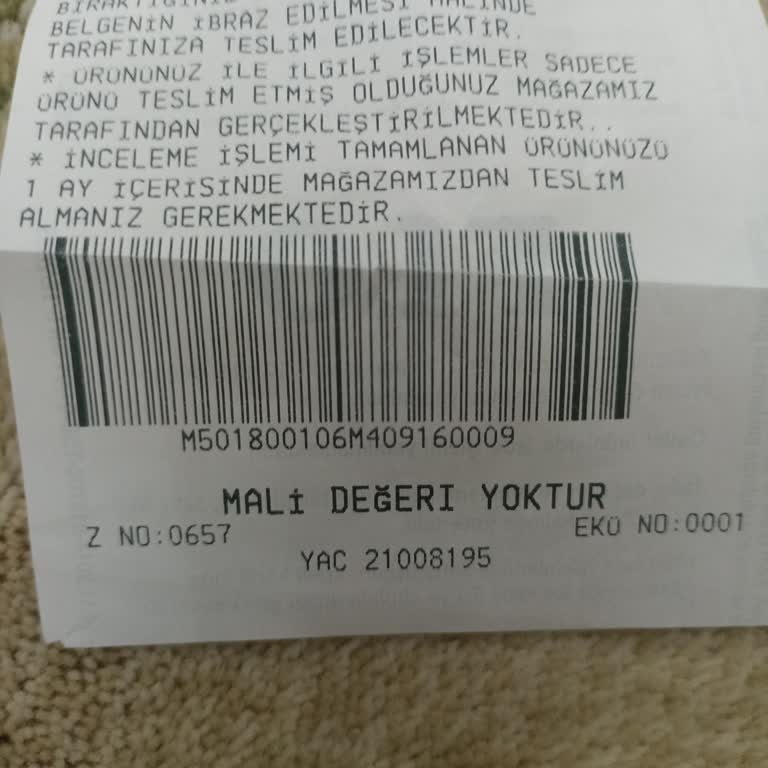 BIRAKTIĞINIZ
BELGENİN İBRAZ EDİLMESİ HALİNDE
TARAFINIZA TESLİM EDİLECEKTİR.
* ÜRÜNÜNÜZ İLE İLGİLİ İŞLEMLER SADECE
ÜRÜNÜ TESLİM ETMİŞ OLDUĞUNUZ MAĞAZAMIZ
TARAFINDAN GERÇEKLEŞTİRİLMEKTEDİR..
* İNCELEME İŞLEMİ TAMAMLANAN ÜRÜNÜNÜZÜ
1 AY İÇERİSİNDE MAĞAZAMIZDAN TESLİM
ALMANIZ GEREKMEKTEDİR.
M501800106M409160009
MALİ DEĞERI YOKTUR
Z NO:0657 EKÜ NO:0001
YAC 21008195